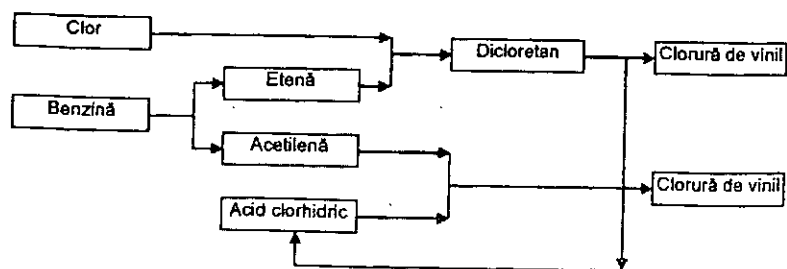 Clor
Dicloretan
Clorură de vinil
Etenă
Benzină
Acetilenă
Clorură de vinil
Acid clorhidric